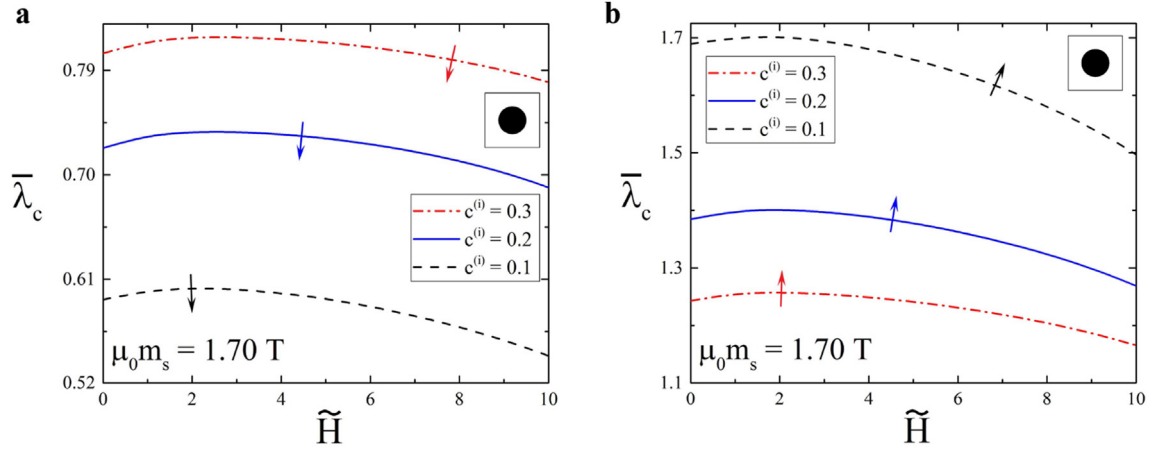 a
0.79
0.70
0.61
0.52
λ̄c
c⁽ⁱ⁾ = 0.3
c⁽ⁱ⁾ = 0.2
c⁽ⁱ⁾ = 0.1
μ₀mₛ = 1.70 T
0 2 4 6 8 10
H̃
b
1.7
1.5
1.3
1.1
λ̄c
c⁽ⁱ⁾ = 0.3
c⁽ⁱ⁾ = 0.2
c⁽ⁱ⁾ = 0.1
μ₀mₛ = 1.70 T
0 2 4 6 8 10
H̃